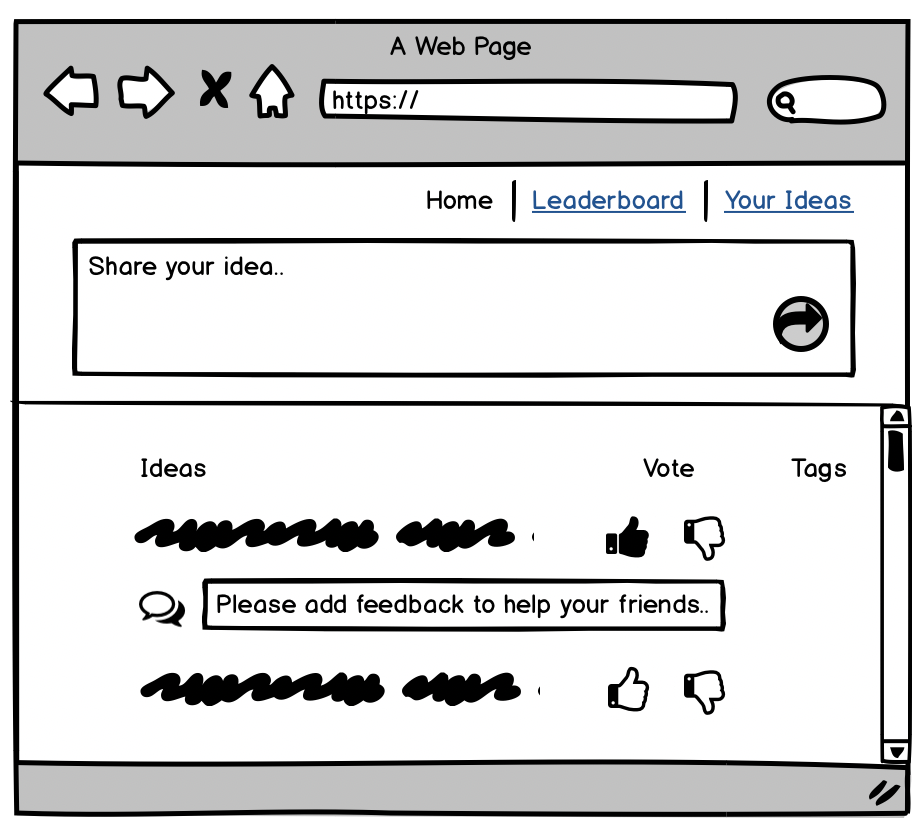 A Web Page
https://
Home Leaderboard Your Ideas
Share your idea..
Ideas Vote Tags
Please add feedback to help your friends..